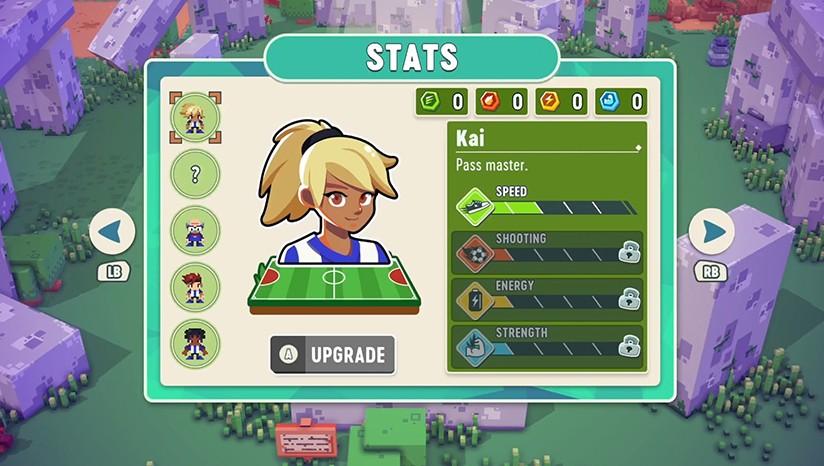 STATS
0 0 0 0
Kai
Pass master.
SPEED
?
SHOOTING
LB
RB
ENERGY
STRENGTH
A UPGRADE